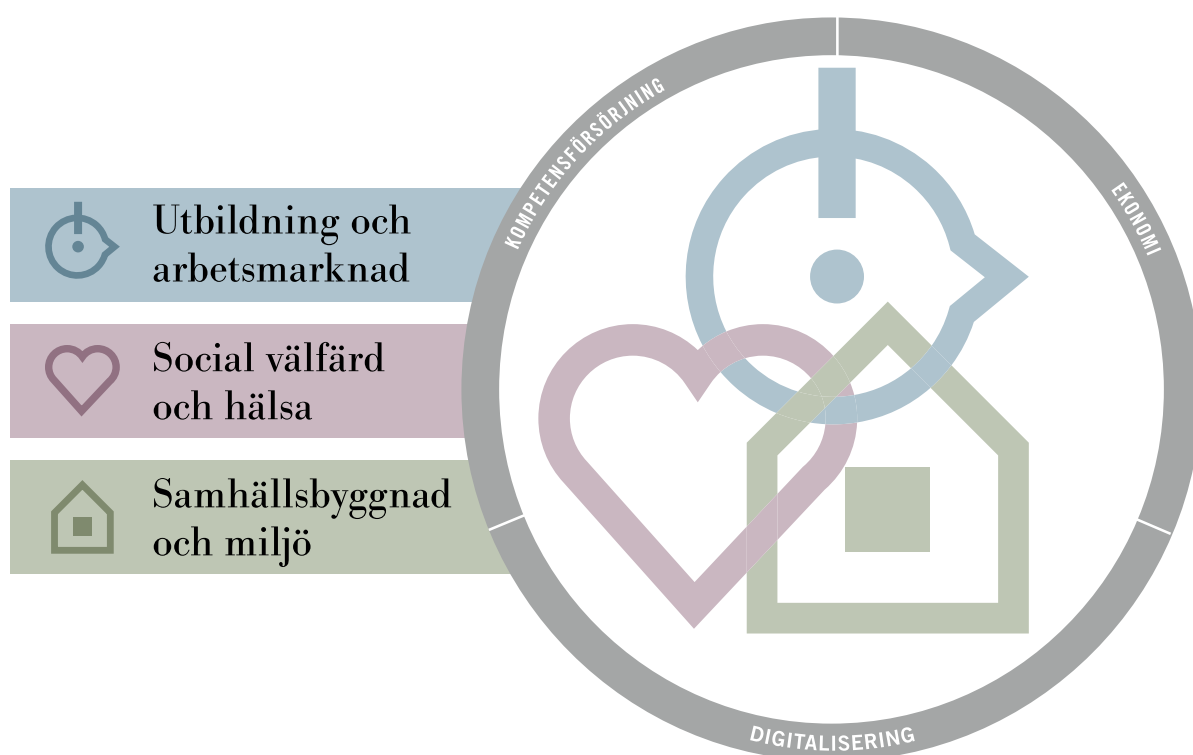 KOMPETENSFÖRSÖRJNING
EKONOMI
Utbildning och
arbetsmarknad
Social välfärd
och hälsa
Samhällsbyggnad
och miljö
DIGITALISERING